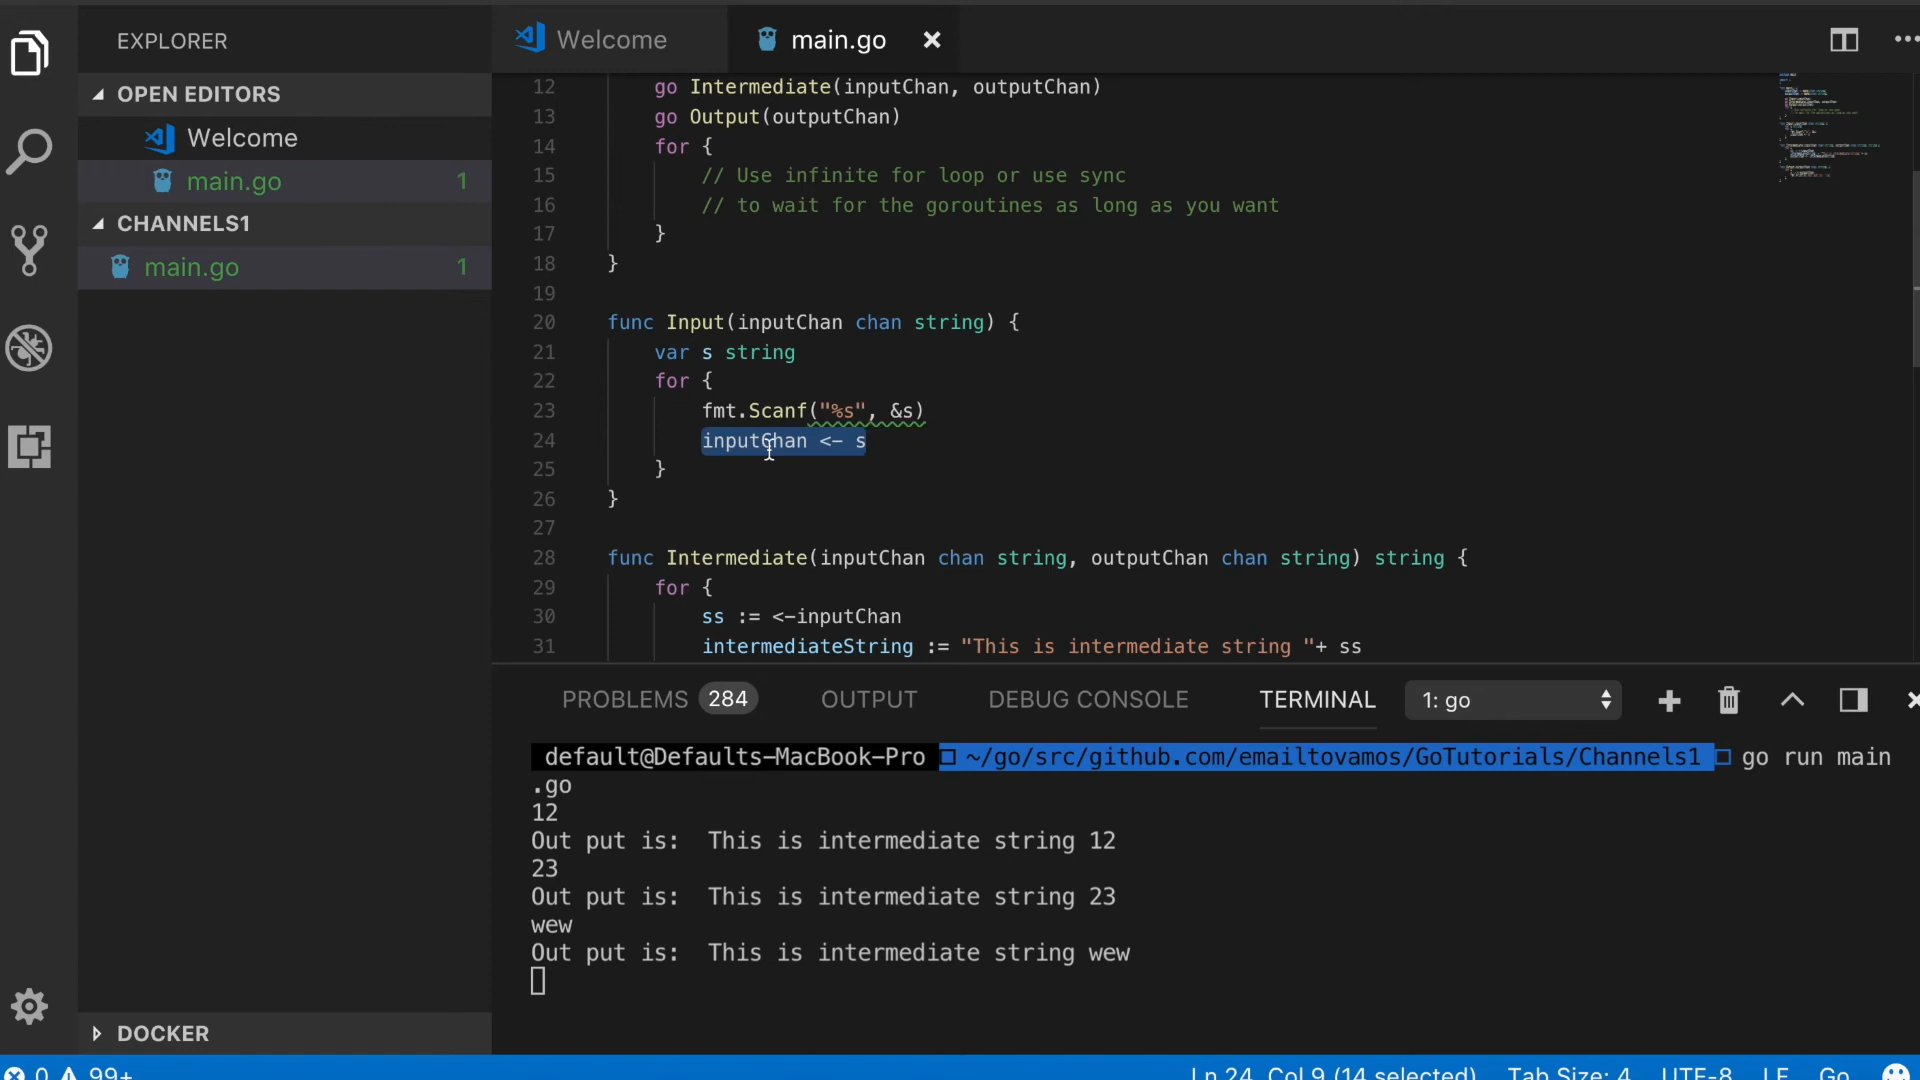 EXPLORER
OPEN EDITORS
Welcome
main.go 1
CHANNELS1
main.go 1
DOCKER
Welcome main.go
12 go Intermediate(inputChan, outputChan)
13 go Output(outputChan)
14 for {
15 // Use infinite for loop or use sync
16 // to wait for the goroutines as long as you want
17 }
18 }
19
20 func Input(inputChan chan string) {
21 var s string
22 for {
23 fmt.Scanf("%s", &s)
24 inputChan <- s
25 }
26 }
27
28 func Intermediate(inputChan chan string, outputChan chan string) string {
29 for {
30 ss := <-inputChan
31 intermediateString := "This is intermediate string "+ ss
PROBLEMS 284 OUTPUT DEBUG CONSOLE TERMINAL 1: go
default@Defaults-MacBook-Pro ~/go/src/github.com/emailtovamos/GoTutorials/Channels1 go run main
.go
12
Out put is:  This is intermediate string 12
23
Out put is:  This is intermediate string 23
wew
Out put is:  This is intermediate string wew
0 99+ Ln 24, Col 9 (14 selected) Tab Size: 4 UTF-8 LF Go